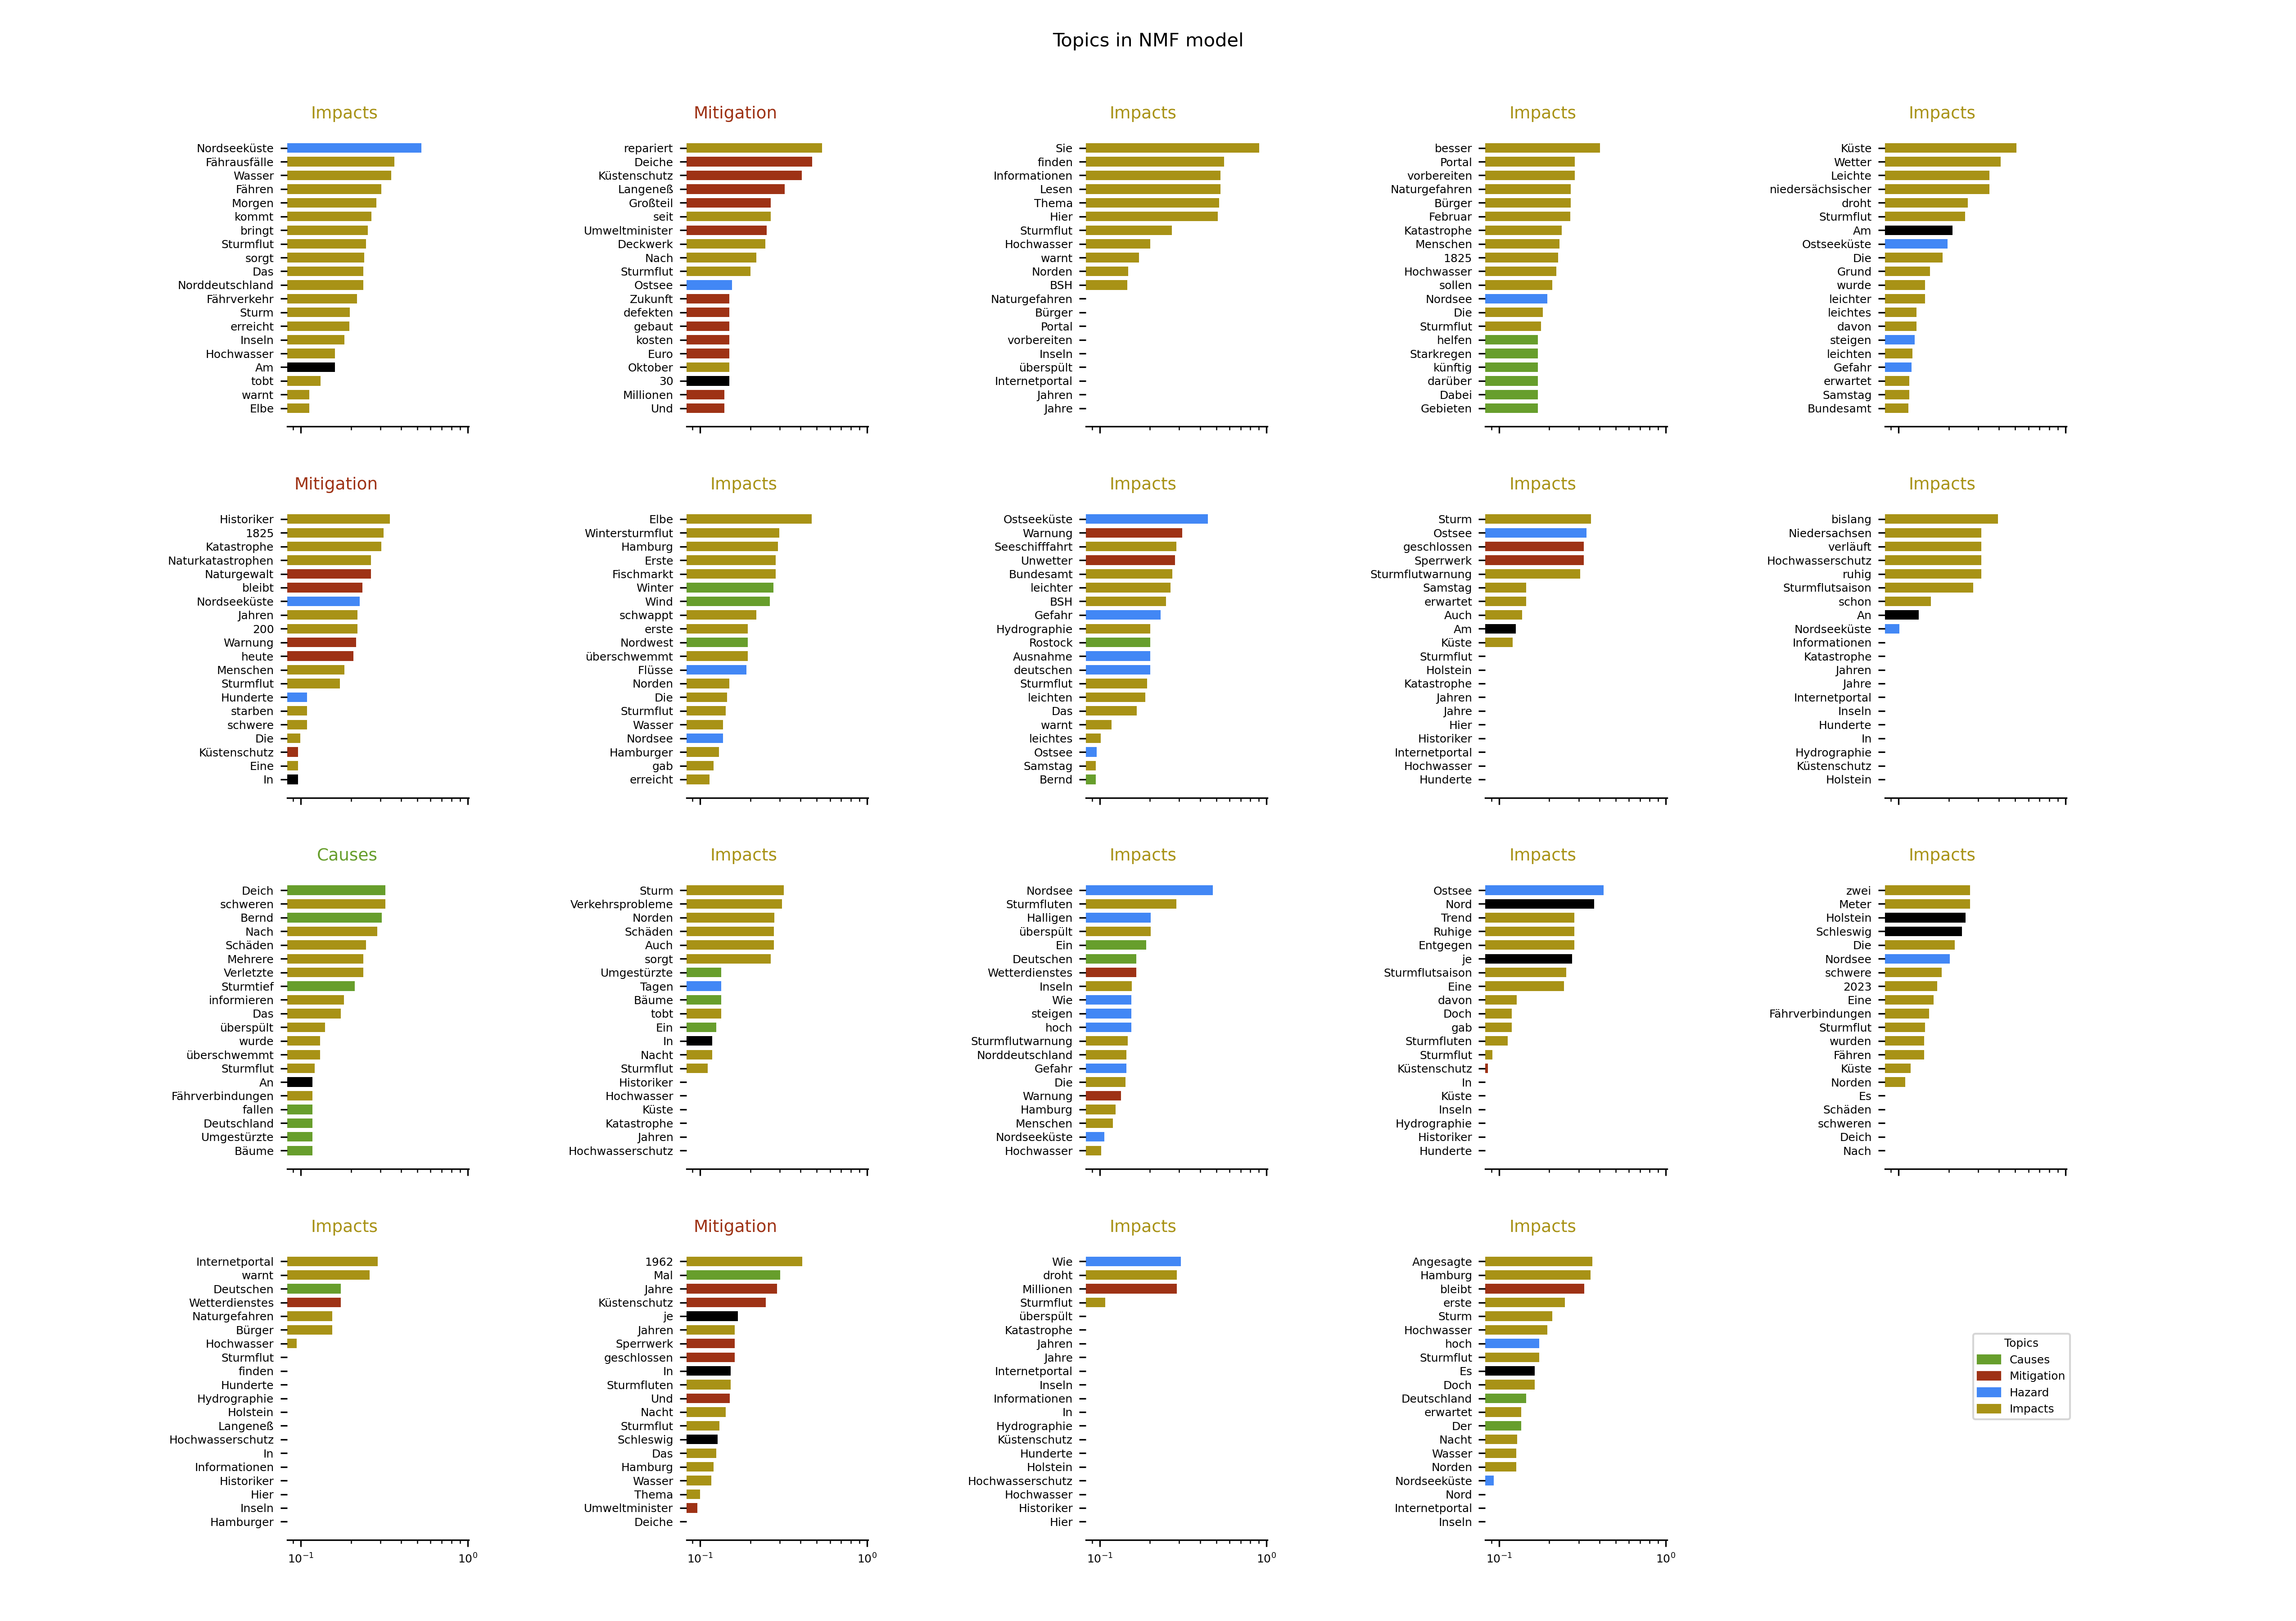 Topics in NMF model
Impacts
Nordseeküste
Fährausfälle
Wasser
Fähren
Morgen
kommt
bringt
Sturmflut
sorgt
Das
Norddeutschland
Fährverkehr
Sturm
erreicht
Inseln
Hochwasser
Am
tobt
warnt
Elbe
Mitigation
repariert
Deiche
Küstenschutz
Langeneß
Großteil
seit
Umweltminister
Deckwerk
Nach
Sturmflut
Ostsee
Zukunft
defekten
gebaut
kosten
Euro
Oktober
30
Millionen
Und
Impacts
Sie
finden
Informationen
Lesen
Thema
Hier
Sturmflut
Hochwasser
warnt
Norden
BSH
Naturgefahren
Bürger
Portal
vorbereiten
Inseln
überspült
Internetportal
Jahren
Jahre
Impacts
besser
Portal
vorbereiten
Naturgefahren
Bürger
Februar
Katastrophe
Menschen
1825
Hochwasser
sollen
Nordsee
Die
Sturmflut
helfen
Starkregen
künftig
darüber
Dabei
Gebieten
Impacts
Küste
Wetter
Leichte
niedersächsischer
droht
Sturmflut
Am
Ostseeküste
Die
Grund
wurde
leichter
leichtes
davon
steigen
leichten
Gefahr
erwartet
Samstag
Bundesamt
Mitigation
Historiker
1825
Katastrophe
Naturkatastrophen
Naturgewalt
bleibt
Nordseeküste
Jahren
200
Warnung
heute
Menschen
Sturmflut
Hunderte
starben
schwere
Die
Küstenschutz
Eine
In
Impacts
Elbe
Wintersturmflut
Hamburg
Erste
Fischmarkt
Winter
Wind
schwappt
erste
Nordwest
überschwemmt
Flüsse
Norden
Die
Sturmflut
Wasser
Nordsee
Hamburger
gab
erreicht
Impacts
Ostseeküste
Warnung
Seeschifffahrt
Unwetter
Bundesamt
leichter
BSH
Gefahr
Hydrographie
Rostock
Ausnahme
deutschen
Sturmflut
leichten
Das
warnt
leichtes
Ostsee
Samstag
Bernd
Impacts
Sturm
Ostsee
geschlossen
Sperrwerk
Sturmflutwarnung
Samstag
erwartet
Auch
Am
Küste
Sturmflut
Holstein
Katastrophe
Jahren
Jahre
Hier
Historiker
Internetportal
Hochwasser
Hunderte
Impacts
bislang
Niedersachsen
verläuft
Hochwasserschutz
ruhig
Sturmflutsaison
schon
An
Nordseeküste
Informationen
Katastrophe
Jahren
Jahre
Internetportal
Inseln
Hunderte
In
Hydrographie
Küstenschutz
Holstein
Causes
Deich
schweren
Bernd
Nach
Schäden
Mehrere
Verletzte
Sturmtief
informieren
Das
überspült
wurde
überschwemmt
Sturmflut
An
Fährverbindungen
fallen
Deutschland
Umgestürzte
Bäume
Impacts
Sturm
Verkehrsprobleme
Norden
Schäden
Auch
sorgt
Umgestürzte
Tagen
Bäume
tobt
Ein
In
Nacht
Sturmflut
Historiker
Hochwasser
Küste
Katastrophe
Jahren
Hochwasserschutz
Impacts
Nordsee
Sturmfluten
Halligen
überspült
Ein
Deutschen
Wetterdienstes
Inseln
Wie
steigen
hoch
Sturmflutwarnung
Norddeutschland
Gefahr
Die
Warnung
Hamburg
Menschen
Nordseeküste
Hochwasser
Impacts
Ostsee
Nord
Trend
Ruhige
Entgegen
je
Sturmflutsaison
Eine
davon
Doch
gab
Sturmfluten
Sturmflut
Küstenschutz
In
Küste
Inseln
Hydrographie
Historiker
Hunderte
Impacts
zwei
Meter
Holstein
Schleswig
Die
Nordsee
schwere
2023
Eine
Fährverbindungen
Sturmflut
wurden
Fähren
Küste
Norden
Es
Schäden
schweren
Deich
Nach
Impacts
Internetportal
warnt
Deutschen
Wetterdienstes
Naturgefahren
Bürger
Hochwasser
Sturmflut
finden
Hunderte
Hydrographie
Holstein
Langeneß
Hochwasserschutz
In
Informationen
Historiker
Hier
Inseln
Hamburger
10⁻¹ 10⁰
Mitigation
1962
Mal
Jahre
Küstenschutz
je
Jahren
Sperrwerk
geschlossen
In
Sturmfluten
Und
Nacht
Sturmflut
Schleswig
Das
Hamburg
Wasser
Thema
Umweltminister
Deiche
10⁻¹ 10⁰
Impacts
Wie
droht
Millionen
Sturmflut
überspült
Katastrophe
Jahren
Jahre
Internetportal
Inseln
Informationen
In
Hydrographie
Küstenschutz
Hunderte
Holstein
Hochwasserschutz
Hochwasser
Historiker
Hier
10⁻¹ 10⁰
Impacts
Angesagte
Hamburg
bleibt
erste
Sturm
Hochwasser
hoch
Sturmflut
Es
Doch
Deutschland
erwartet
Der
Nacht
Wasser
Norden
Nordseeküste
Nord
Internetportal
Inseln
10⁻¹ 10⁰
Topics
Causes
Mitigation
Hazard
Impacts